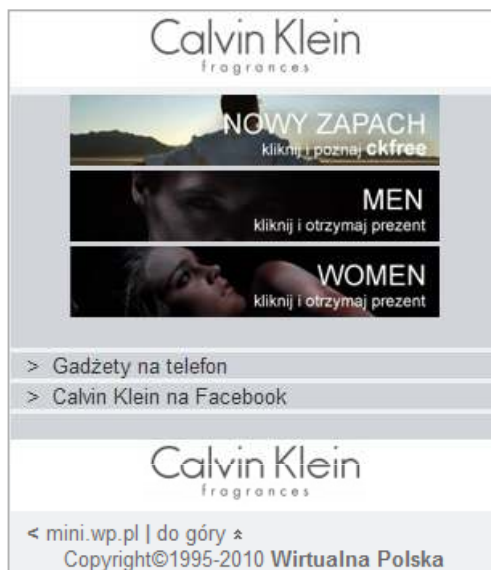 Calvin Klein
fragrances
NOWY ZAPACH
kliknij i poznaj ckfree
MEN
kliknij i otrzymaj prezent
WOMEN
kliknij i otrzymaj prezent
> Gadżety na telefon
> Calvin Klein na Facebook
Calvin Klein
fragrances
< mini.wp.pl | do góry ^
Copyright©1995-2010 Wirtualna Polska